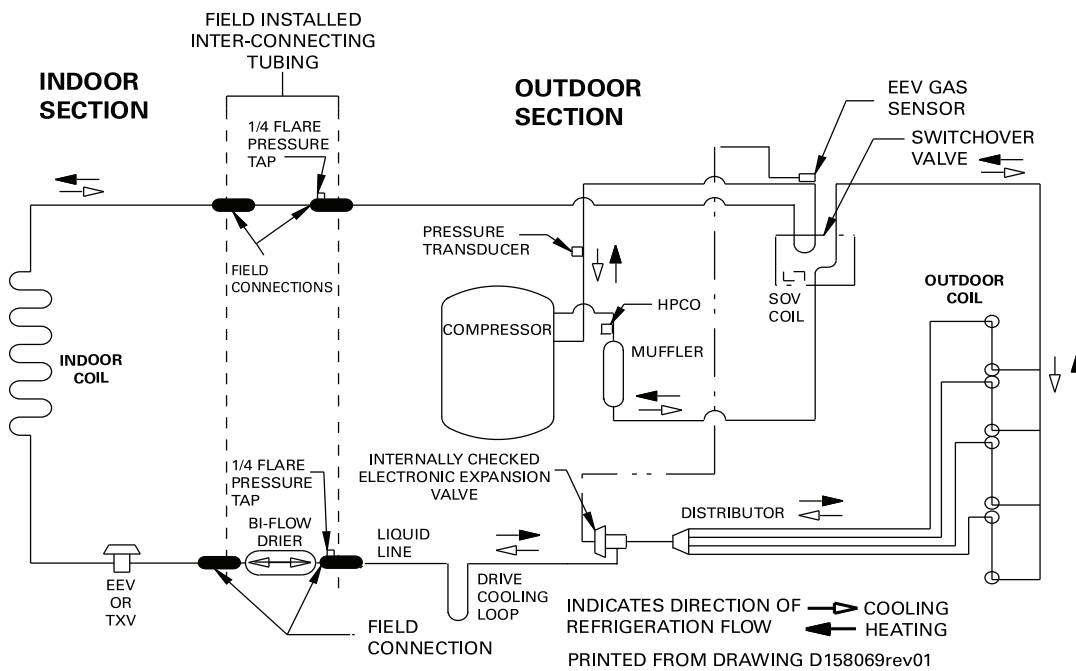 FIELD INSTALLED
INTER-CONNECTING
TUBING
INDOOR
SECTION
OUTDOOR
SECTION
EEV GAS
SENSOR
1/4 FLARE
PRESSURE
TAP
SWITCHOVER
VALVE
PRESSURE
TRANSDUCER
FIELD
CONNECTIONS
SOV
COIL
OUTDOOR
COIL
HPCO
COMPRESSOR
MUFFLER
INDOOR
COIL
INTERNALLY CHECKED
ELECTRONIC EXPANSION
VALVE
1/4 FLARE
PRESSURE
TAP
BI-FLOW
DRIER
LIQUID
LINE
DISTRIBUTOR
EEV
OR
TXV
DRIVE
COOLING
LOOP
FIELD
CONNECTION
INDICATES DIRECTION OF
REFRIGERATION FLOW
COOLING
HEATING
PRINTED FROM DRAWING D158069rev01